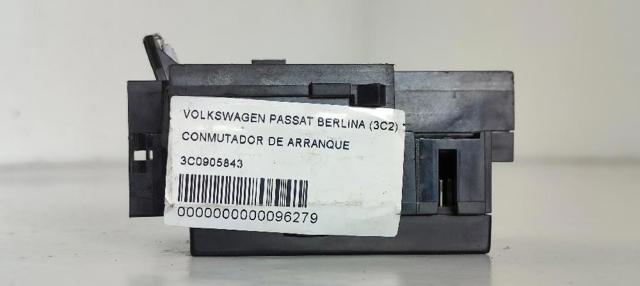 VOLKSWAGEN PASSAT BERLINA (3C2)
CONMUTADOR DE ARRANQUE
3C0905843
0000000000096279